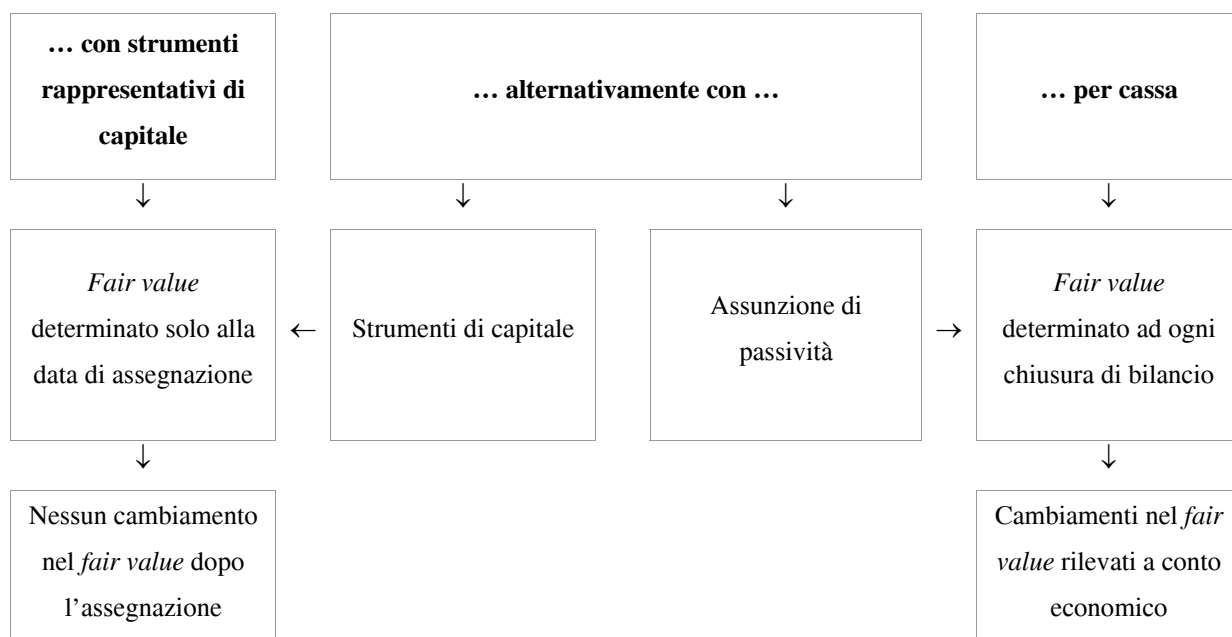 … con strumenti
rappresentativi di
capitale
… alternativamente con …
… per cassa
↓ ↓ ↓ ↓
Fair value
determinato solo alla
data di assegnazione
←
Strumenti di capitale
Assunzione di
passività
→
Fair value
determinato ad ogni
chiusura di bilancio
↓ ↓
Nessun cambiamento
nel fair value dopo
l’assegnazione
Cambiamenti nel fair
value rilevati a conto
economico